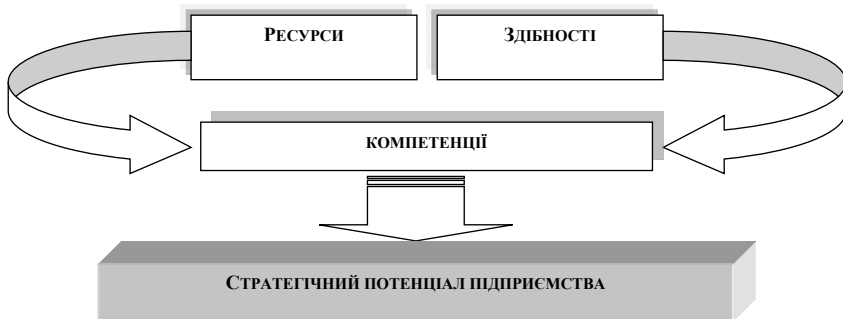 РЕСУРСИ
ЗДІБНОСТІ
КОМПЕТЕНЦІЇ
СТРАТЕГІЧНИЙ ПОТЕНЦІАЛ ПІДПРИЄМСТВА